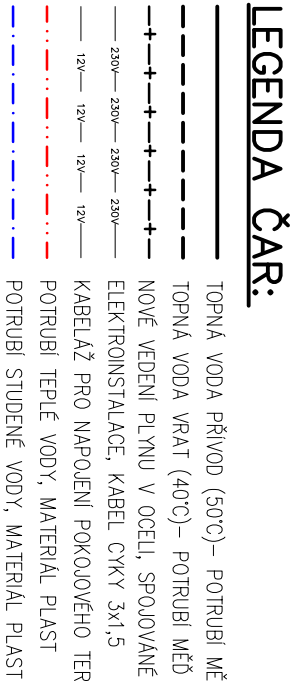 LEGENDA ČAR:
TOPNÁ VODA PŘÍVOD (50°C)– POTRUBÍ MĚ
TOPNÁ VODA VRAT (40°C)– POTRUBÍ MĚĎ
NOVÉ VEDENÍ PLYNU V OCELI, SPOJOVÁNÉ
230V 230V 230V 230V ELEKTROINSTALACE, KABEL CYKY 3x1,5
12V 12V 12V 12V KABELÁŽ PRO NAPOJENÍ POKOJOVÉHO TER
POTRUBÍ TEPLÉ VODY, MATERIÁL PLAST
POTRUBÍ STUDENÉ VODY, MATERIÁL PLAST